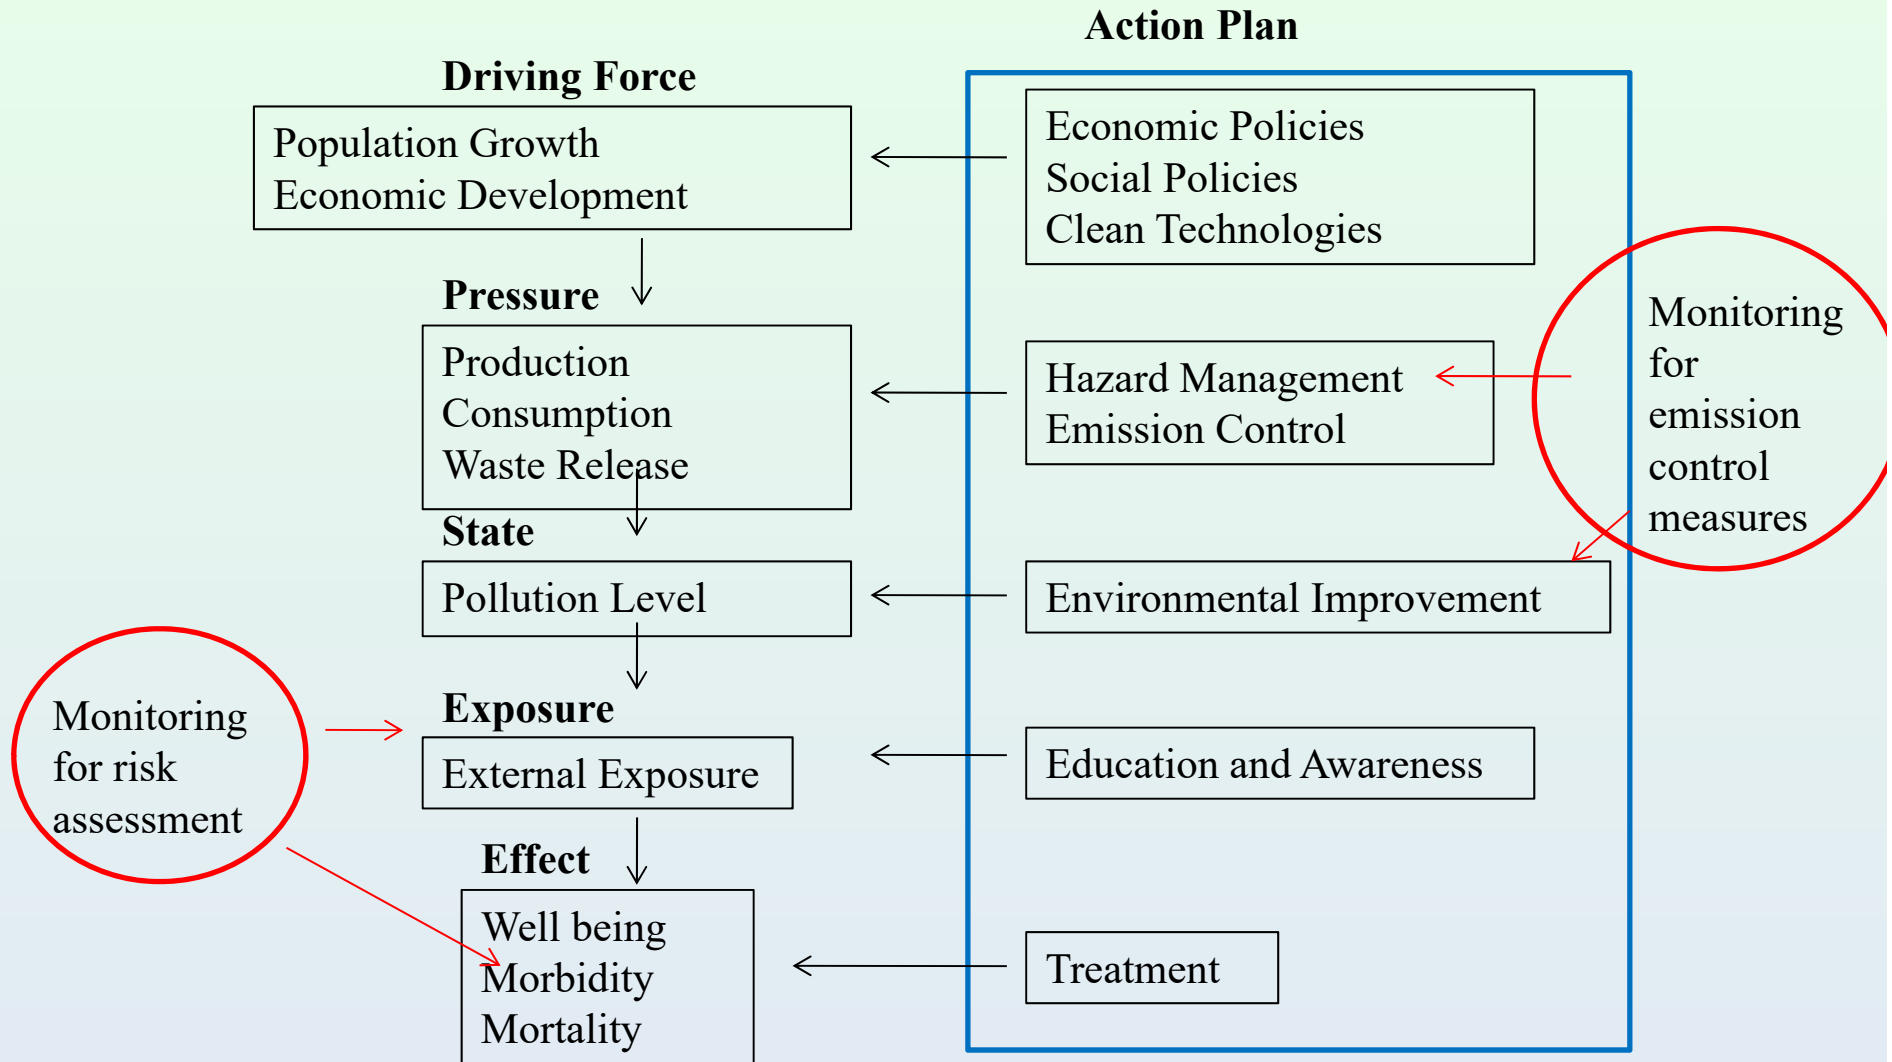 Action Plan
Driving Force
Population Growth
Economic Development
Economic Policies
Social Policies
Clean Technologies
Pressure
Production
Consumption
Waste Release
Hazard Management
Emission Control
Monitoring
for
emission
control
measures
State
Pollution Level
Environmental Improvement
Monitoring
for risk
assessment
Exposure
External Exposure
Education and Awareness
Effect
Well being
Morbidity
Mortality
Treatment